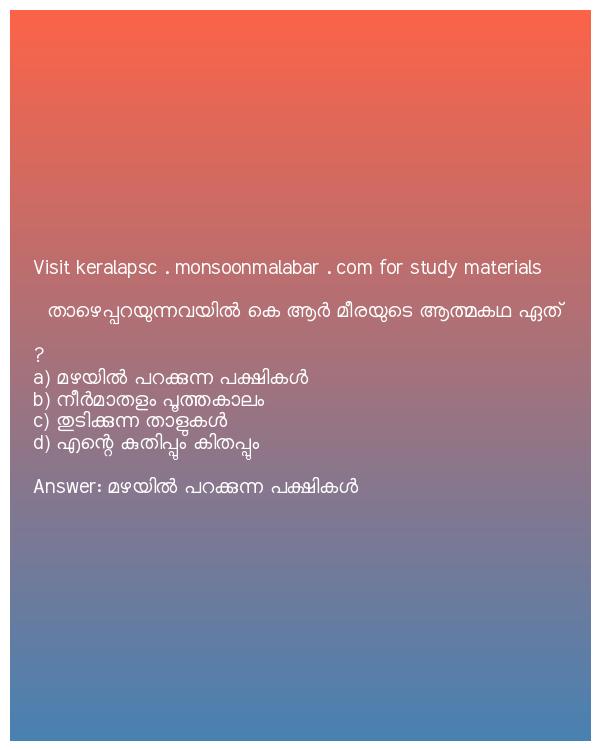 Visit keralapsc . monsoonmalabar . com for study materials
താഴെപ്പറയുന്നവയിൽ കെ ആർ മീരയുടെ ആത്മകഥ ഏത്
?
a) മഴയിൽ പറക്കുന്ന പക്ഷികൾ
b) നീർമാതളം പൂത്തകാലം
c) തുടിക്കുന്ന താളുകൾ
d) എന്റെ കുതിപ്പും കിതപ്പും
Answer: മഴയിൽ പറക്കുന്ന പക്ഷികൾ